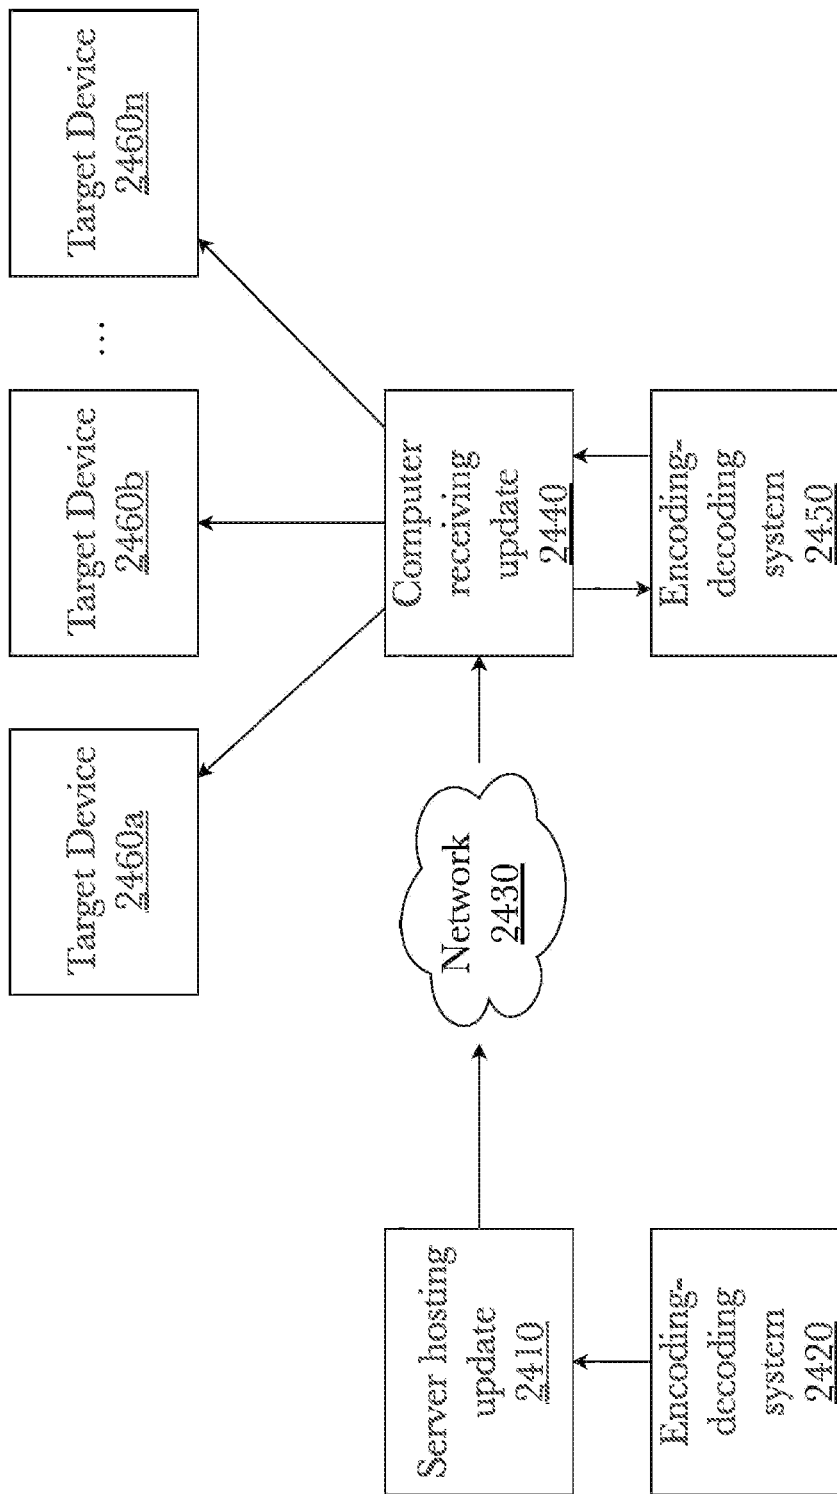 Target Device
2460a
Target Device
2460b
...
Target Device
2460n
Server hosting
update
2410
Network
2430
Computer
receiving
update
2440
Encoding-
decoding
system
2420
Encoding-
decoding
system
2450